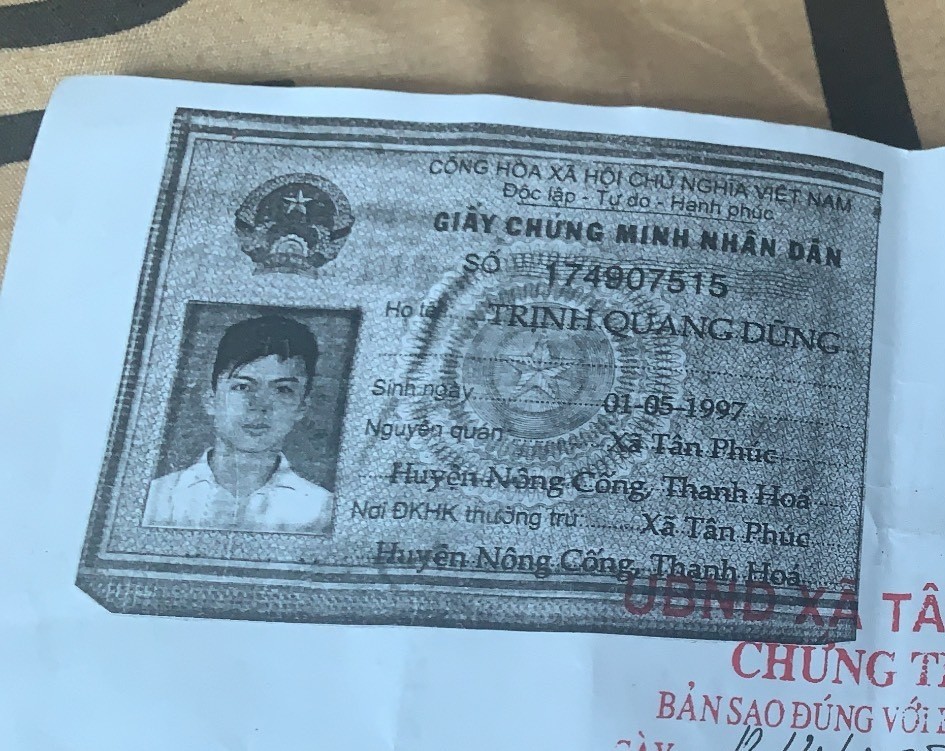 CỘNG HÒA XÃ HỘI CHỦ NGHĨA VIỆT NAM
Độc lập - Tự do - Hạnh phúc
GIẤY CHỨNG MINH NHÂN DÂN
SỐ 174907515
Họ tên TRỊNH QUANG DŨNG
Sinh ngày 01-05-1997
Nguyên quán Xã Tân Phúc
Huyện Nông Cống, Thanh Hoá
Nơi ĐKHK thường trú: Xã Tân Phúc
Huyện Nông Cống, Thanh Hoá
UBND XÃ TÂ
CHỨNG T
BẢN SAO ĐÚNG VỚI